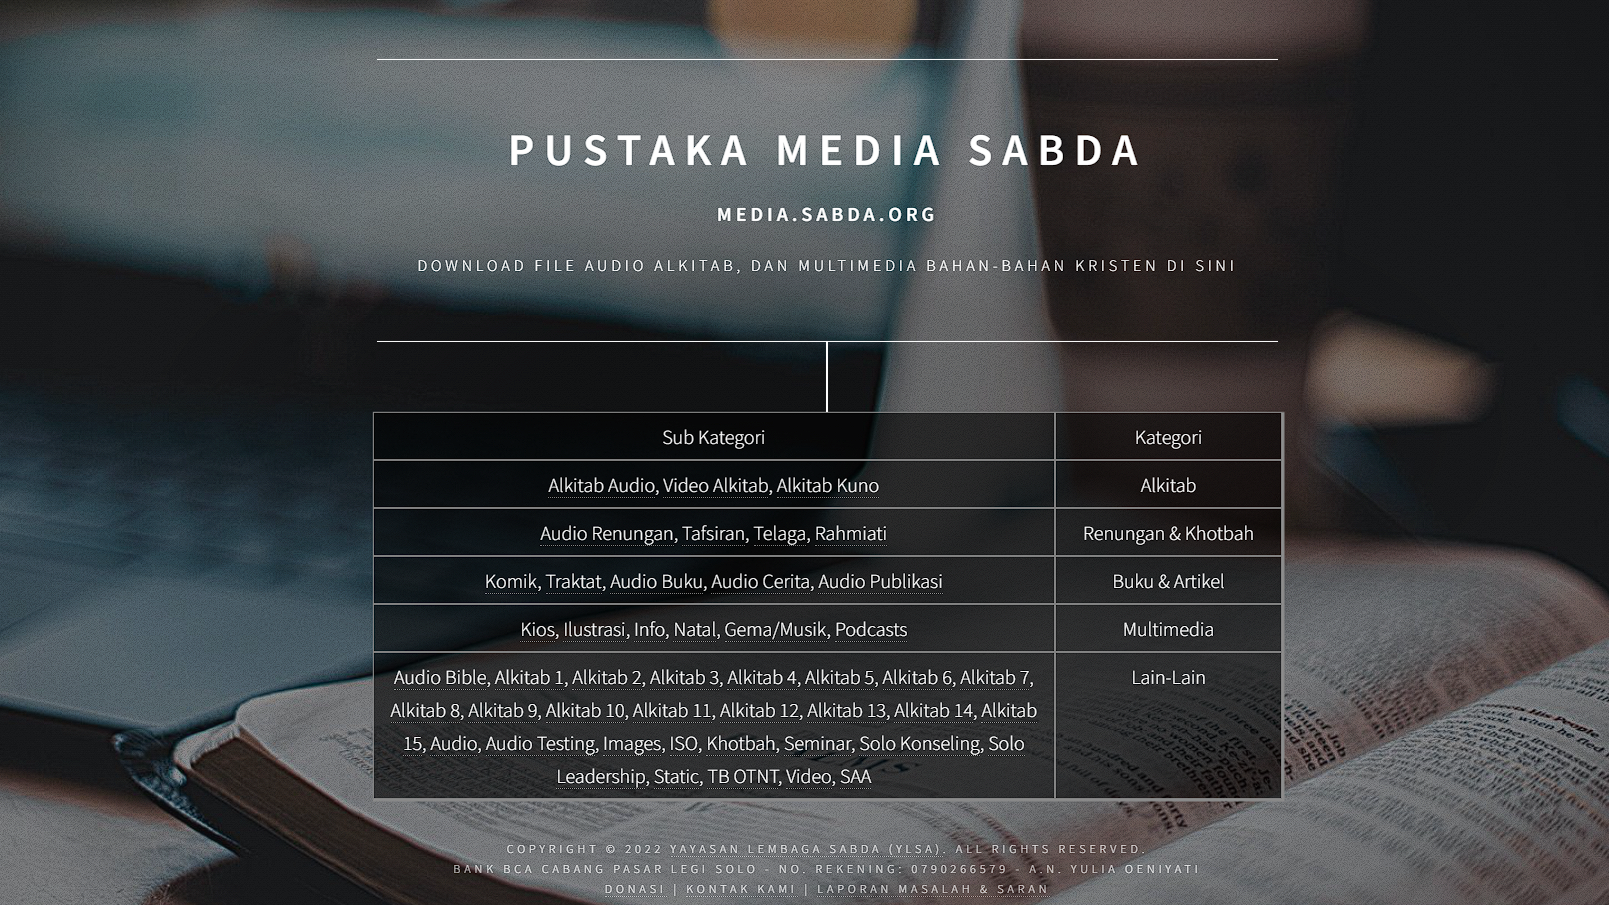 PUSTAKA MEDIA SABDA
MEDIA.SABDA.ORG
DOWNLOAD FILE AUDIO ALKITAB, DAN MULTIMEDIA BAHAN-BAHAN KRISTEN DI SINI
Sub Kategori Kategori
Alkitab Audio, Video Alkitab, Alkitab Kuno Alkitab
Audio Renungan, Tafsiran, Telaga, Rahmiati Renungan & Khotbah
Komik, Traktat, Audio Buku, Audio Cerita, Audio Publikasi Buku & Artikel
Kios, Ilustrasi, Info, Natal, Gema/Musik, Podcasts Multimedia
Audio Bible, Alkitab 1, Alkitab 2, Alkitab 3, Alkitab 4, Alkitab 5, Alkitab 6, Alkitab 7, Lain-Lain
Alkitab 8, Alkitab 9, Alkitab 10, Alkitab 11, Alkitab 12, Alkitab 13, Alkitab 14, Alkitab
15, Audio, Audio Testing, Images, ISO, Khotbah, Seminar, Solo Konseling, Solo
Leadership, Static, TB OTNT, Video, SAA
COPYRIGHT © 2022 YAYASAN LEMBAGA SABDA (YLSA). ALL RIGHTS RESERVED.
BANK BCA CABANG PASAR LEGI SOLO - NO. REKENING: 0790266579 - A.N. YULIA OENIYATI
DONASI | KONTAK KAMI | LAPORAN MASALAH & SARAN